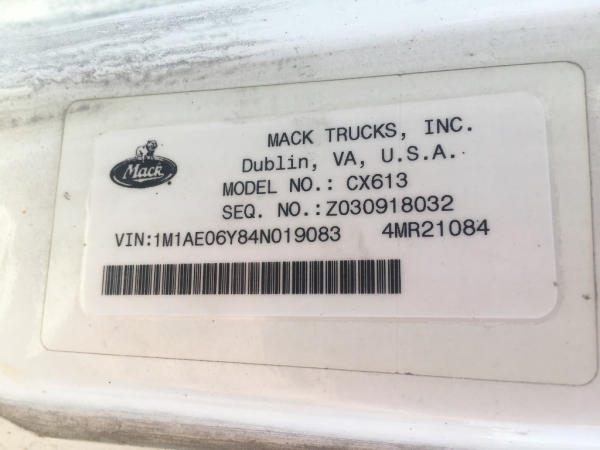 MACK TRUCKS, INC.
Mack
Dublin, VA, U.S.A.
MODEL NO.: CX613
SEQ. NO.:Z030918032
VIN:1M1AE06Y84N019083 4MR21084